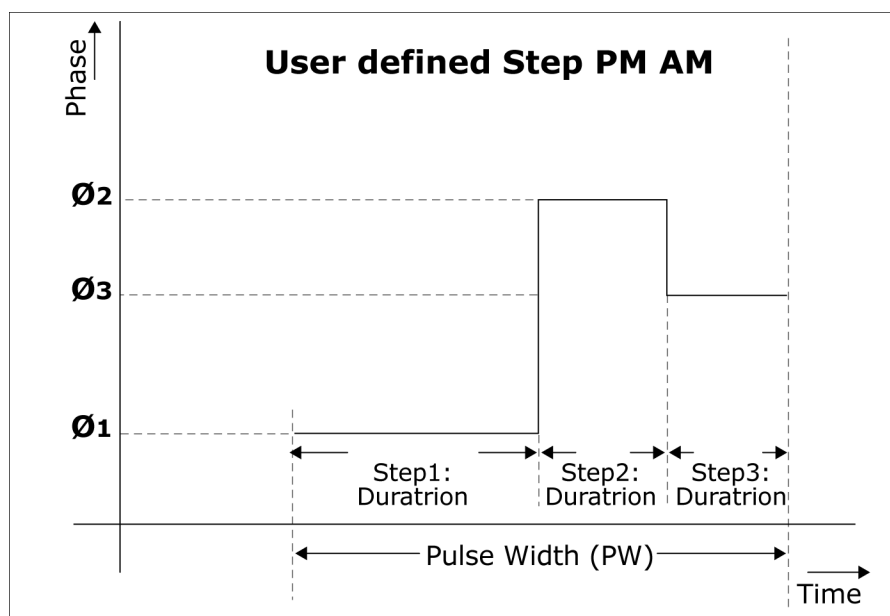 User defined Step PM AM
Phase
Ø2
Ø3
Ø1
Step1:
Duratrion
Step2:
Duratrion
Step3:
Duratrion
Pulse Width (PW)
Time